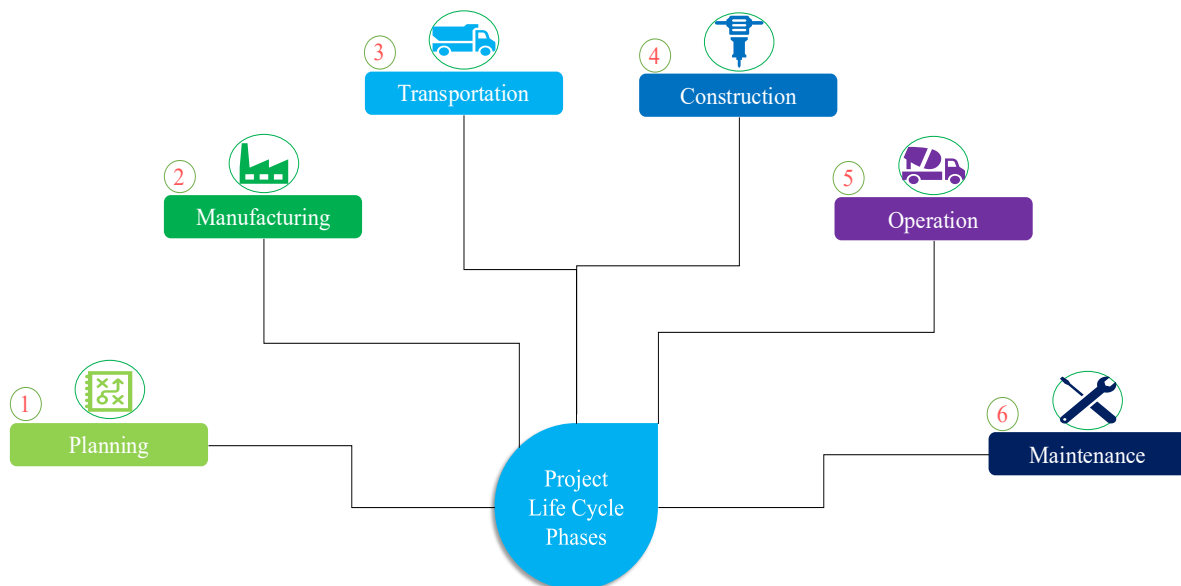 1
Planning
2
Manufacturing
3
Transportation
4
Construction
5
Operation
6
Maintenance
Project
Life Cycle
Phases